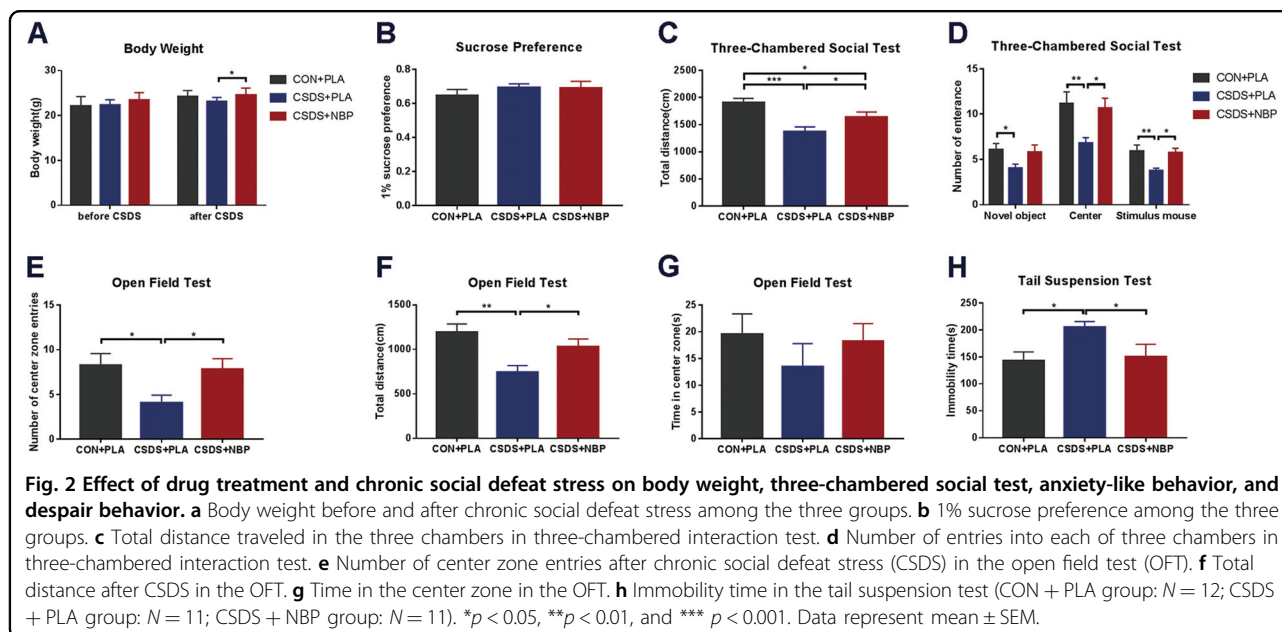 A
Body Weight
Body weight(g)
30
20
10
0
before CSDS
after CSDS
*
CON+PLA
CSDS+PLA
CSDS+NBP
B
Sucrose Preference
1% sucrose preference
0.8
0.6
0.4
0.2
0.0
CON+PLA CSDS+PLA CSDS+NBP
C
Three-Chambered Social Test
Total distance(cm)
2500
2000
1500
1000
500
0
*
*** *
CON+PLA CSDS+PLA CSDS+NBP
D
Three-Chambered Social Test
Number of enterance
15
10
5
0
*
** *
** *
Novel object Center Stimulus mouse
CON+PLA
CSDS+PLA
CSDS+NBP
E
Open Field Test
Number of center zone entries
15
10
5
0
* *
CON+PLA CSDS+PLA CSDS+NBP
F
Open Field Test
Total distance(cm)
1500
1000
500
0
** *
CON+PLA CSDS+PLA CSDS+NBP
G
Open Field Test
Time in center zone(s)
25
20
15
10
5
0
CON+PLA CSDS+PLA CSDS+NBP
H
Tail Suspension Test
Immobility time(s)
250
200
150
100
50
0
* *
CON+PLA CSDS+PLA CSDS+NBP
Fig. 2 Effect of drug treatment and chronic social defeat stress on body weight, three-chambered social test, anxiety-like behavior, and
despair behavior. a Body weight before and after chronic social defeat stress among the three groups. b 1% sucrose preference among the three
groups. c Total distance traveled in the three chambers in three-chambered interaction test. d Number of entries into each of three chambers in
three-chambered interaction test. e Number of center zone entries after chronic social defeat stress (CSDS) in the open field test (OFT). f Total
distance after CSDS in the OFT. g Time in the center zone in the OFT. h Immobility time in the tail suspension test (CON + PLA group: N = 12; CSDS
+ PLA group: N = 11; CSDS + NBP group: N = 11). *p < 0.05, **p < 0.01, and *** p < 0.001. Data represent mean ± SEM.